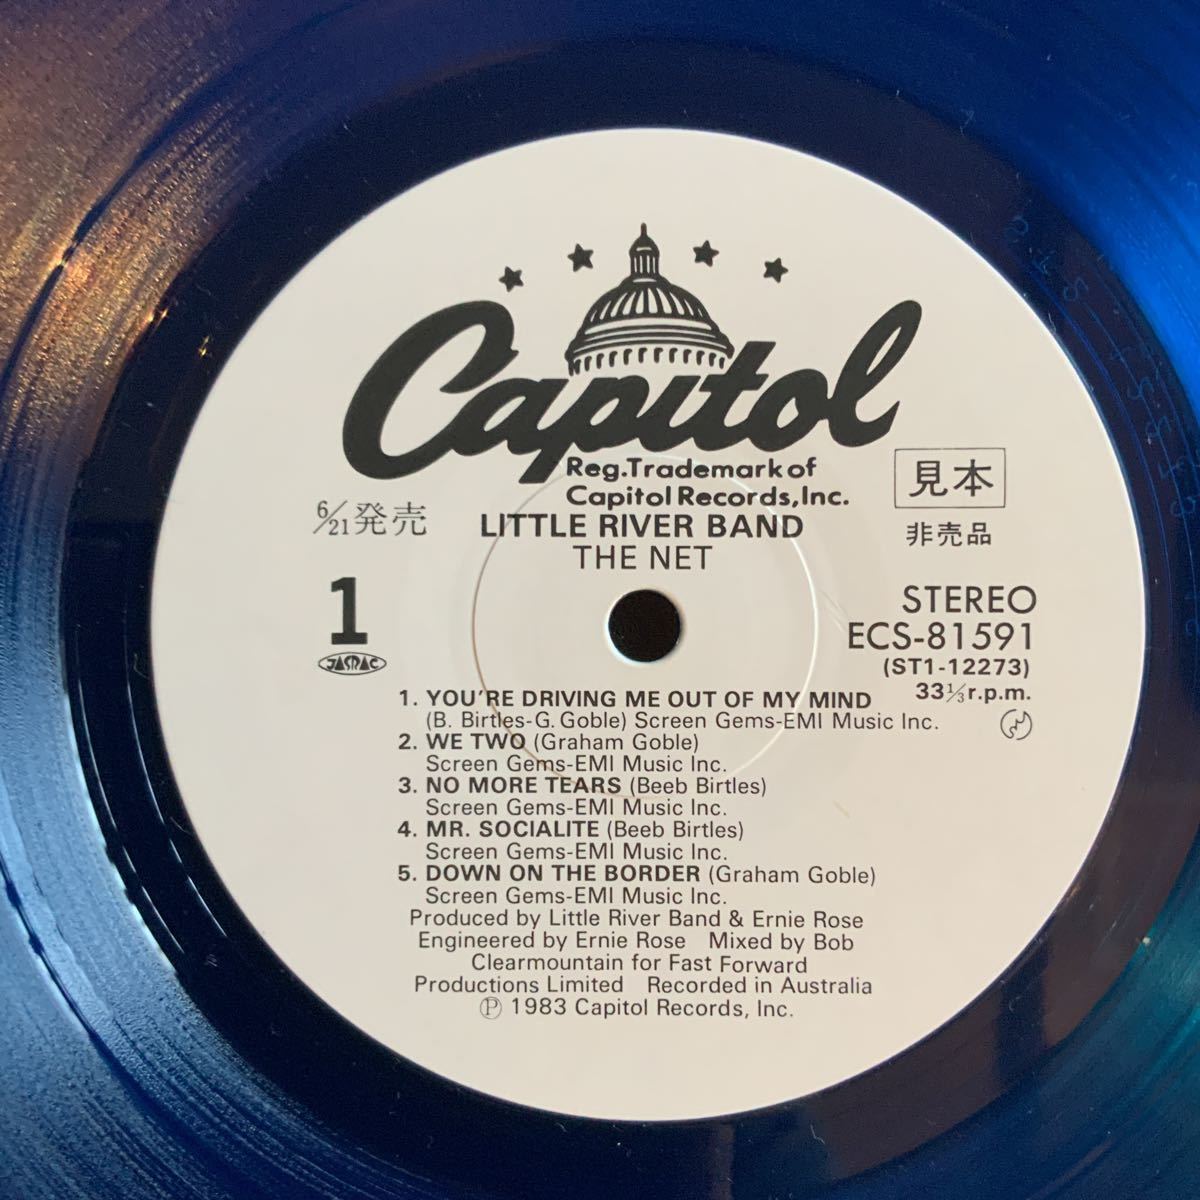 Capitol
Reg.Trademark of
Capitol Records, Inc.
見本
6/21発売
LITTLE RIVER BAND
非売品
THE NET
1
STEREO
JASRAC
ECS-81591
(ST1-12273)
33⅓r.p.m.
1. YOU'RE DRIVING ME OUT OF MY MIND
(B. Birtles-G. Goble) Screen Gems-EMI Music Inc.
2. WE TWO (Graham Goble)
Screen Gems-EMI Music Inc.
3. NO MORE TEARS (Beeb Birtles)
Screen Gems-EMI Music Inc.
4. MR. SOCIALITE (Beeb Birtles)
Screen Gems-EMI Music Inc.
5. DOWN ON THE BORDER (Graham Goble)
Screen Gems-EMI Music Inc.
Produced by Little River Band & Ernie Rose
Engineered by Ernie Rose Mixed by Bob
Clearmountain for Fast Forward
Productions Limited Recorded in Australia
℗ 1983 Capitol Records, Inc.